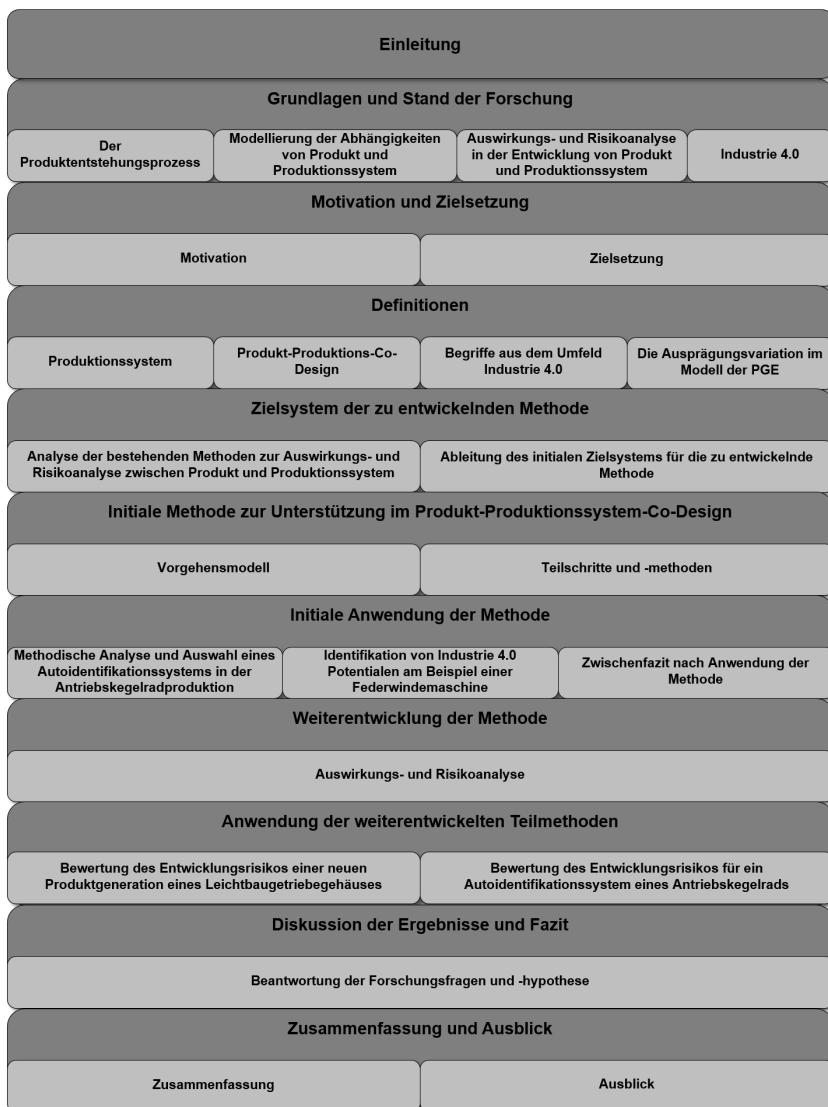 Einleitung
Grundlagen und Stand der Forschung
Der
Produktentstehungsprozess
Modellierung der Abhängigkeiten
von Produkt und
Produktionssystem
Auswirkungs- und Risikoanalyse
in der Entwicklung von Produkt
und Produktionssystem
Industrie 4.0
Motivation und Zielsetzung
Motivation
Zielsetzung
Definitionen
Produktionssystem
Produkt-Produktions-Co-
Design
Begriffe aus dem Umfeld
Industrie 4.0
Die Ausprägungsvariation im
Modell der PGE
Zielsystem der zu entwickelnden Methode
Analyse der bestehenden Methoden zur Auswirkungs- und
Risikoanalyse zwischen Produkt und Produktionssystem
Ableitung des initialen Zielsystems für die zu entwickelnde
Methode
Initiale Methode zur Unterstützung im Produkt-Produktionssystem-Co-Design
Vorgehensmodell
Teilschritte und -methoden
Initiale Anwendung der Methode
Methodische Analyse und Auswahl eines
Autoidentifikationssystems in der
Antriebskegelradproduktion
Identifikation von Industrie 4.0
Potentialen am Beispiel einer
Federwindemaschine
Zwischenfazit nach Anwendung der
Methode
Weiterentwicklung der Methode
Auswirkungs- und Risikoanalyse
Anwendung der weiterentwickelten Teilmethoden
Bewertung des Entwicklungsrisikos einer neuen
Produktgeneration eines Leichtbaugetriebegehäuses
Bewertung des Entwicklungsrisikos für ein
Autoidentifikationssystem eines Antriebskegelrads
Diskussion der Ergebnisse und Fazit
Beantwortung der Forschungsfragen und -hypothese
Zusammenfassung und Ausblick
Zusammenfassung
Ausblick